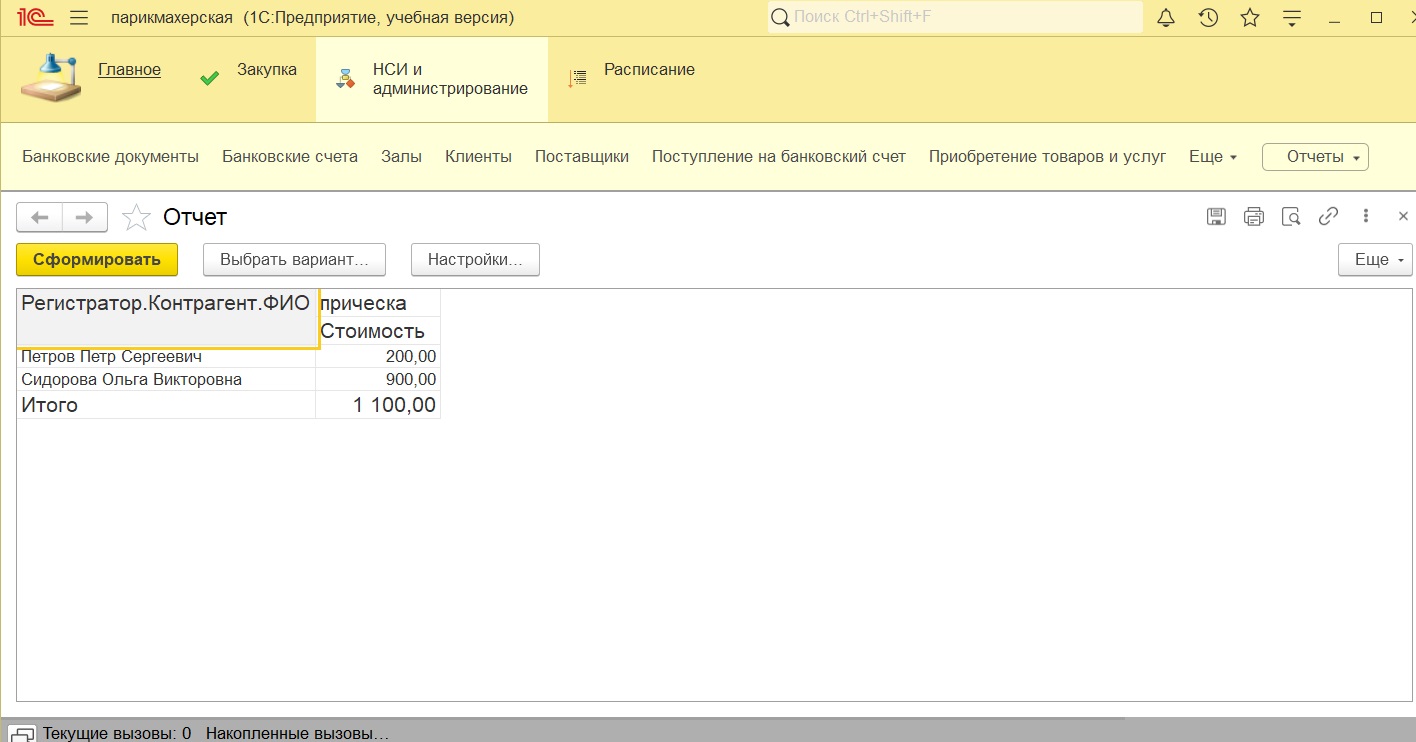 1С парикмахерская (1С:Предприятие, учебная версия) Поиск Ctrl+Shift+F
Главное Закупка НСИ и администрирование Расписание
Банковские документы Банковские счета Залы Клиенты Поставщики Поступление на банковский счет Приобретение товаров и услуг Еще Отчеты
Отчет
Сформировать Выбрать вариант... Настройки... Еще
Регистратор.Контрагент.ФИО прическа
Стоимость
Петров Петр Сергеевич 200,00
Сидорова Ольга Викторовна 900,00
Итого 1 100,00
Текущие вызовы: 0 Накопленные вызовы...